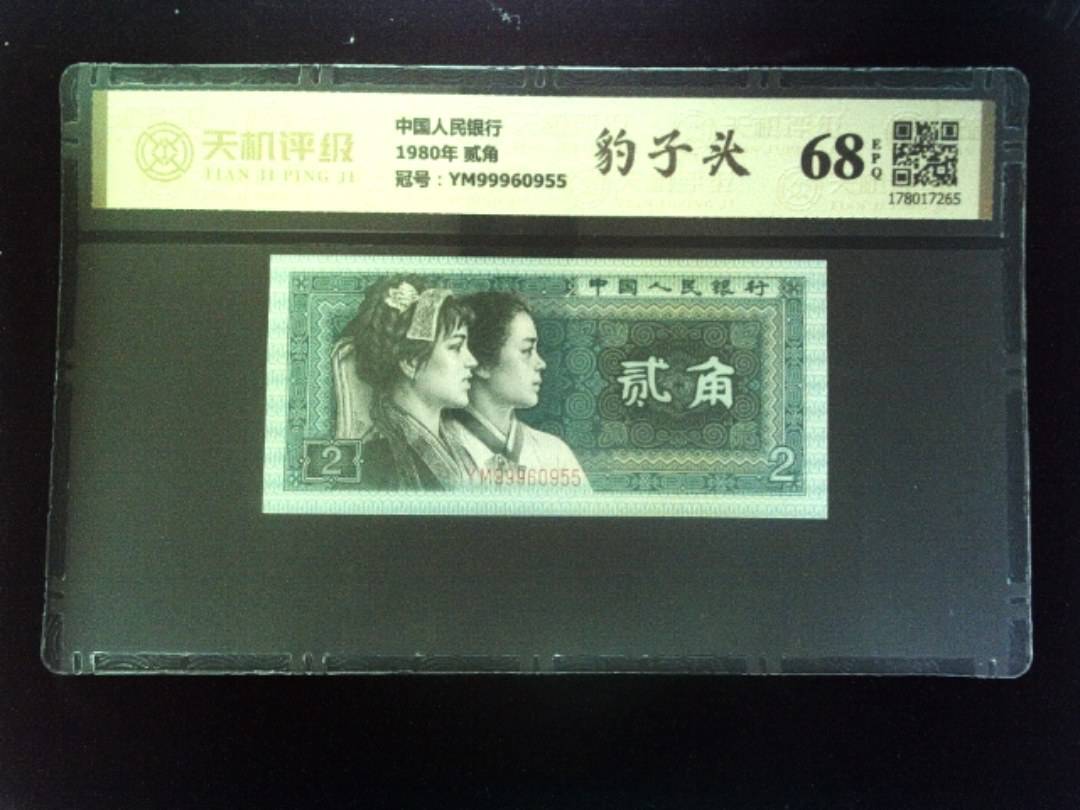 天机评级
TIAN JI PING JI
中国人民银行
1980年 贰角
冠号：YM99960955
豹子头
68
EPQ
178017265
中国人民银行
贰角
2
YM99960955
2